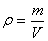 ρ = m/V